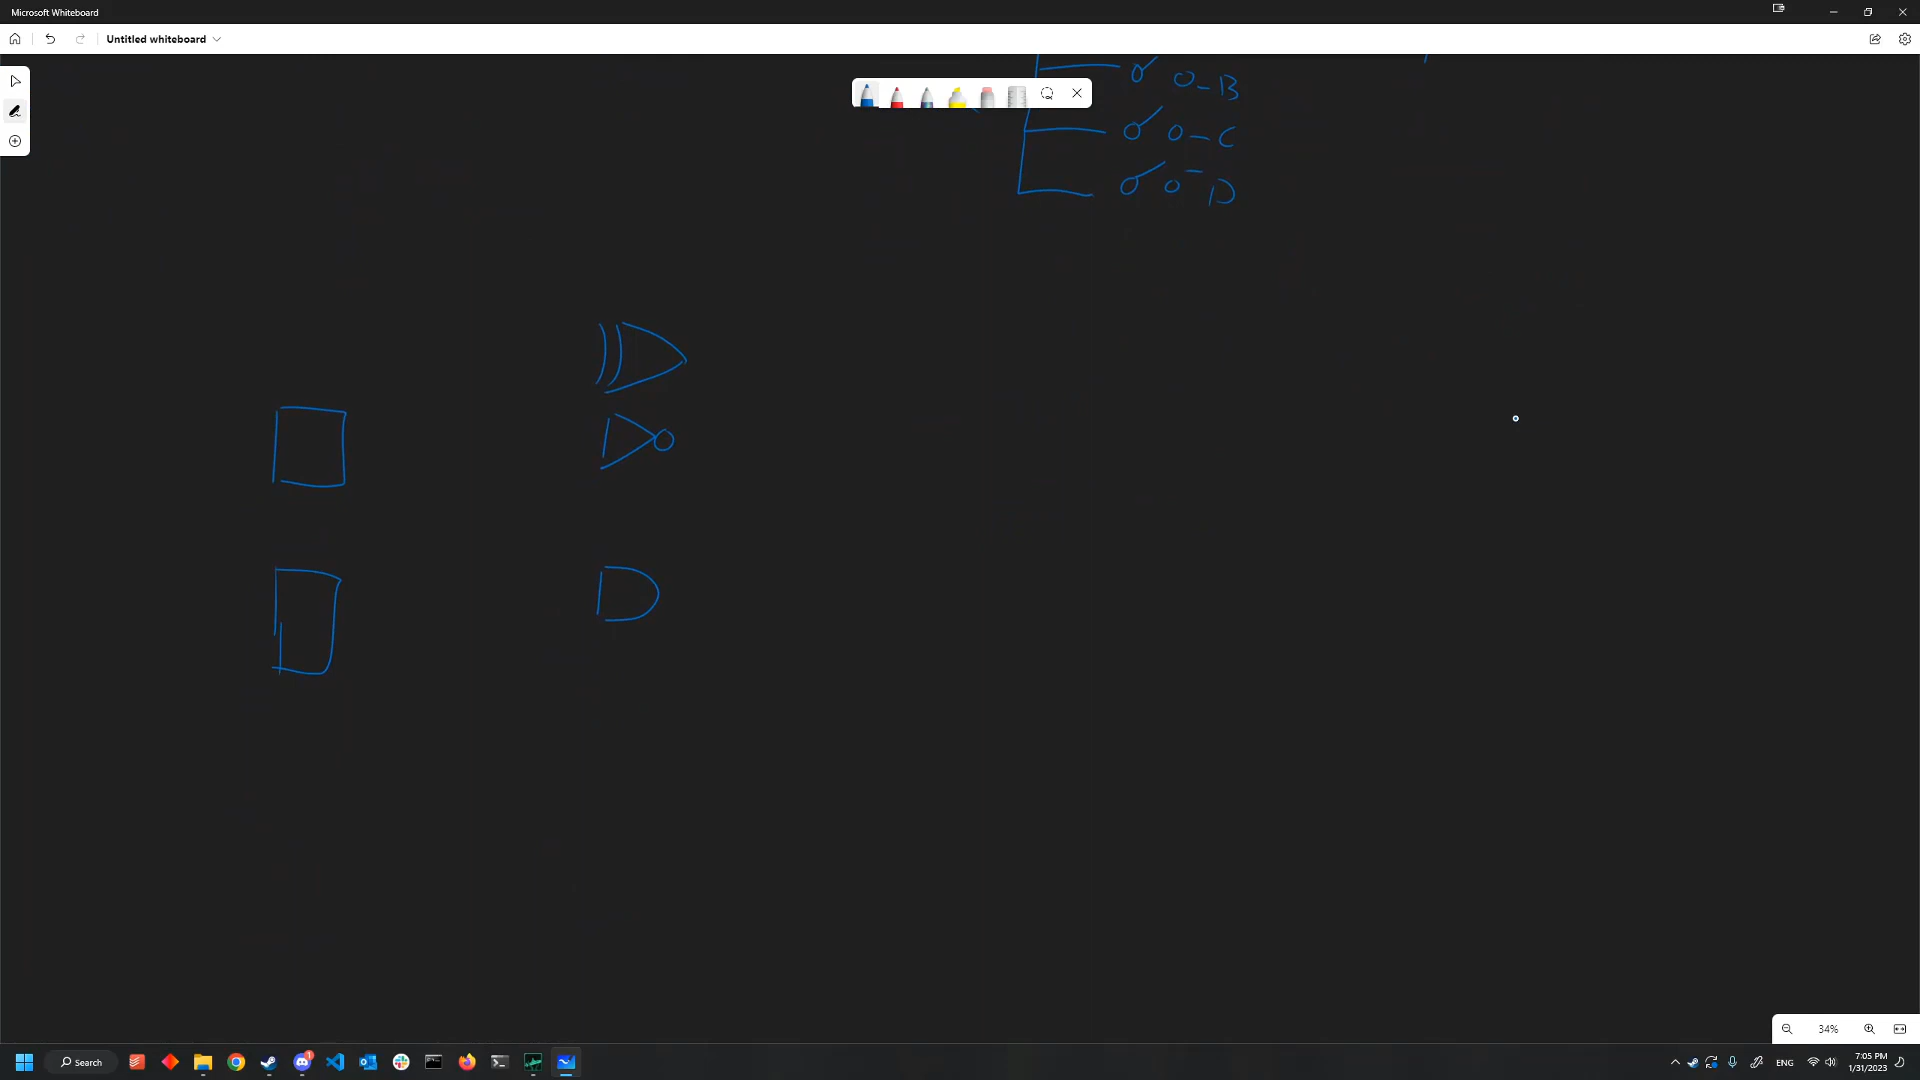 Microsoft Whiteboard
Untitled whiteboard
O-B
O-C
O-D
34%
Search
ENG
7:05 PM
1/31/2023